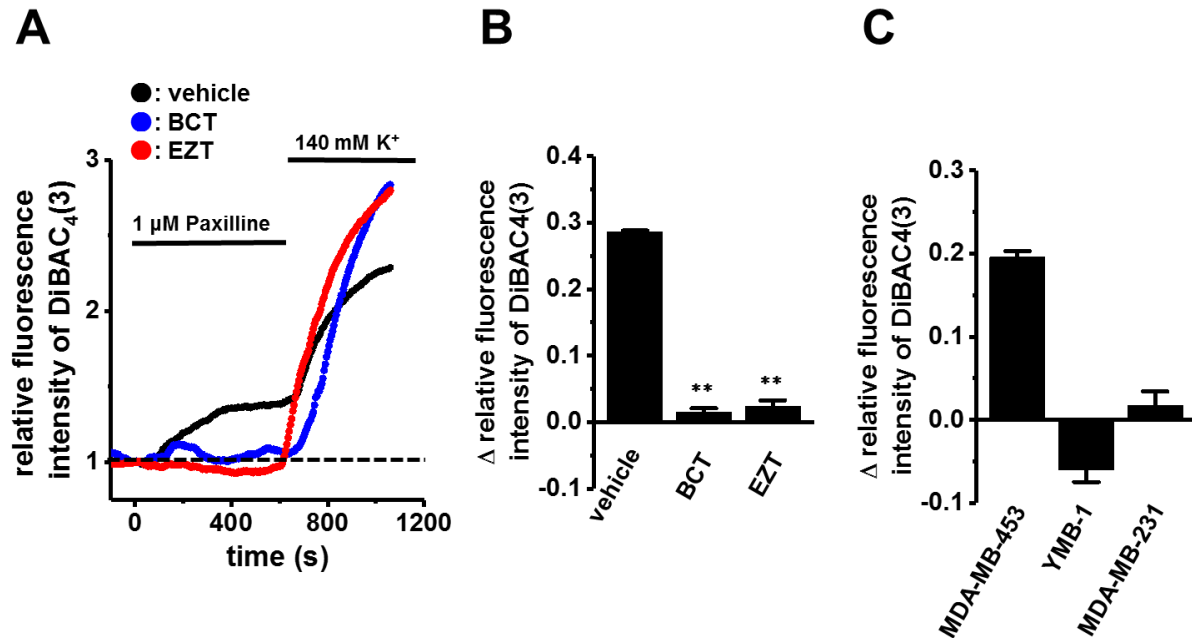 A
: vehicle
: BCT
: EZT
140 mM K⁺
1 µM Paxilline
relative fluorescence
intensity of DiBAC₄(3)
3
2
1
0
400
800
1200
time (s)
B
Δ relative fluorescence
intensity of DiBAC4(3)
0.4
0.3
0.2
0.1
0.0
-0.1
**
**
vehicle
BCT
EZT
C
Δ relative fluorescence
intensity of DiBAC4(3)
0.3
0.2
0.1
0.0
-0.1
MDA-MB-453
YMB-1
MDA-MB-231